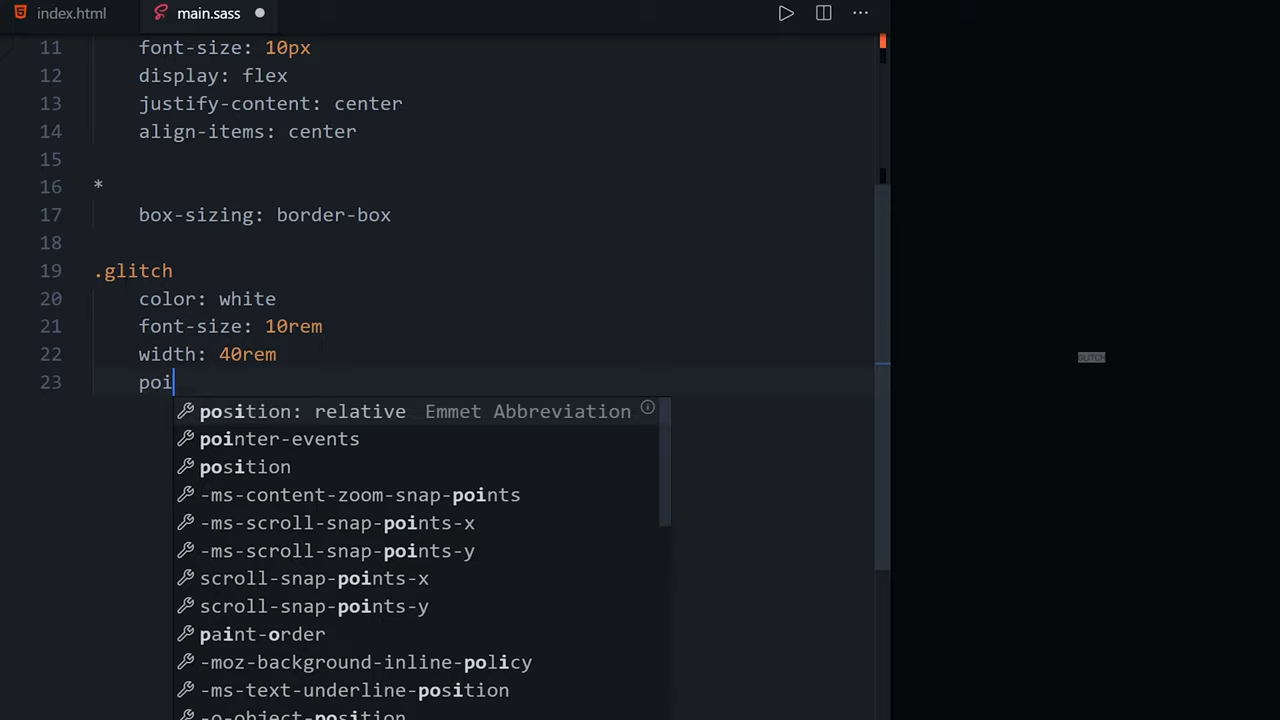 index.html
main.sass
11 font-size: 10px
12 display: flex
13 justify-content: center
14 align-items: center
15
16 *
17 box-sizing: border-box
18
19 .glitch
20 color: white
21 font-size: 10rem
22 width: 40rem
23 poi
position: relative Emmet Abbreviation
pointer-events
position
-ms-content-zoom-snap-points
-ms-scroll-snap-points-x
-ms-scroll-snap-points-y
scroll-snap-points-x
scroll-snap-points-y
paint-order
-moz-background-inline-policy
-ms-text-underline-position
-o-object-position
GLITCH